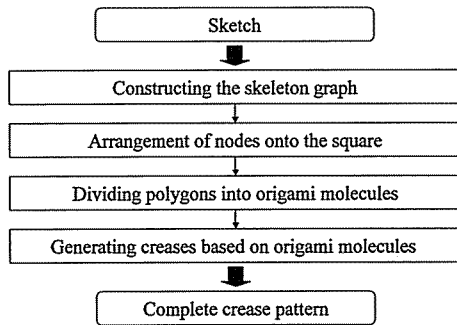 Sketch
Constructing the skeleton graph
Arrangement of nodes onto the square
Dividing polygons into origami molecules
Generating creases based on origami molecules
Complete crease pattern